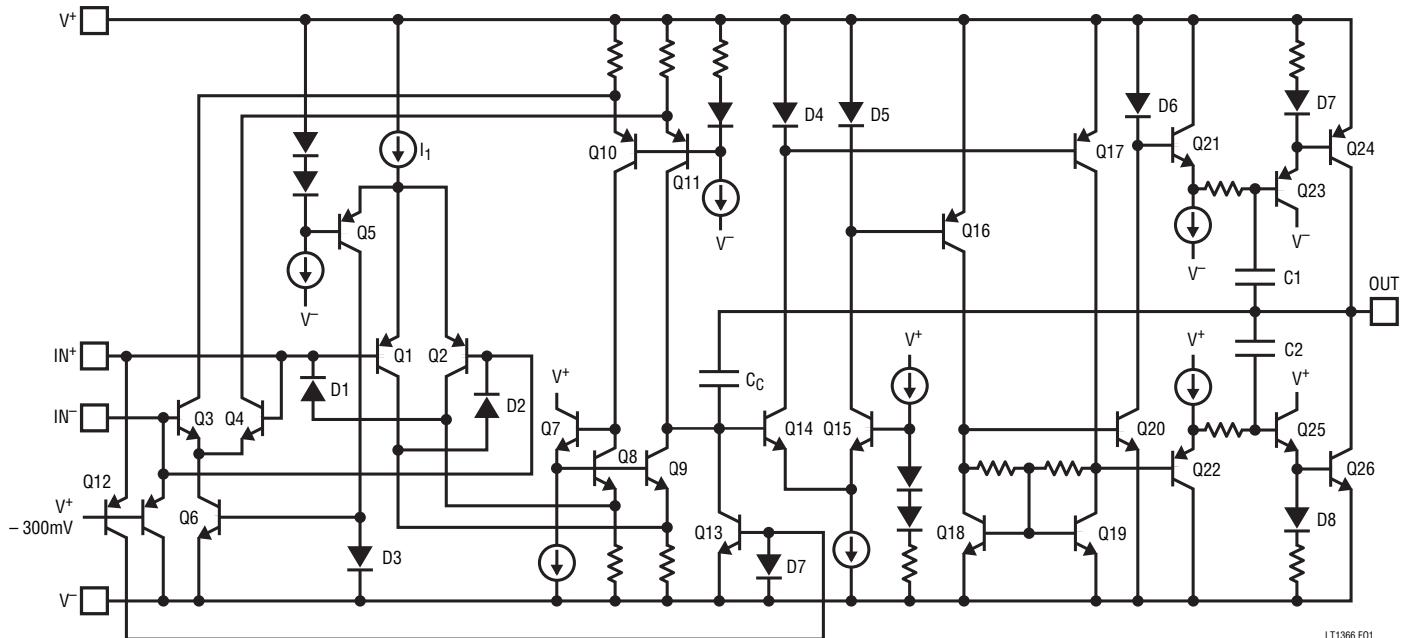 V+
D4
D5
D6
D7
I1
Q10
Q11
Q17
Q21
Q24
Q23
Q5
V–
V–
Q16
V–
V–
C1
OUT
IN+
Q1
Q2
V+
V+
C2
V+
D1
D2
CC
IN–
Q3
Q4
V+
Q7
Q8
Q9
Q14
Q15
Q20
Q22
Q25
Q26
Q12
V+
– 300mV
Q6
Q13
Q18
Q19
D8
D3
D7
V–
LT1366 F01